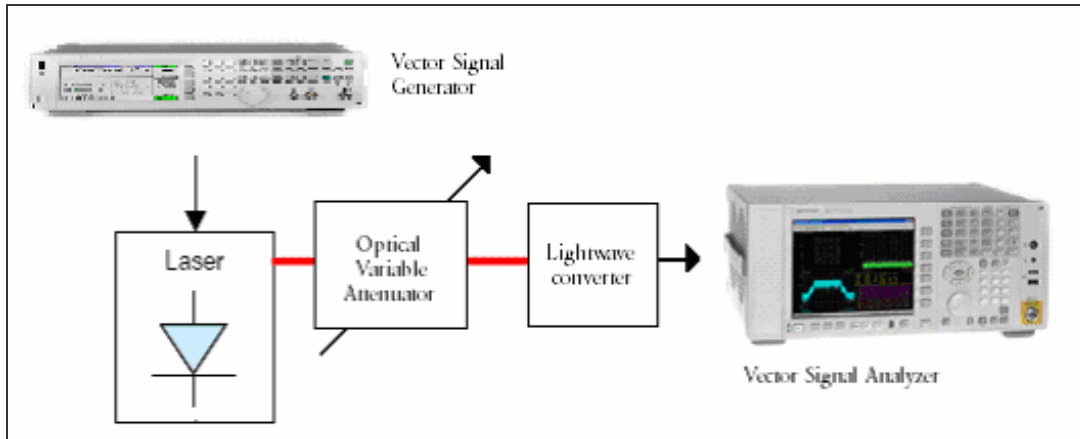 Vector Signal
Generator
Laser
Optical
Variable
Attenuator
Lightwave
converter
Vector Signal Analyzer